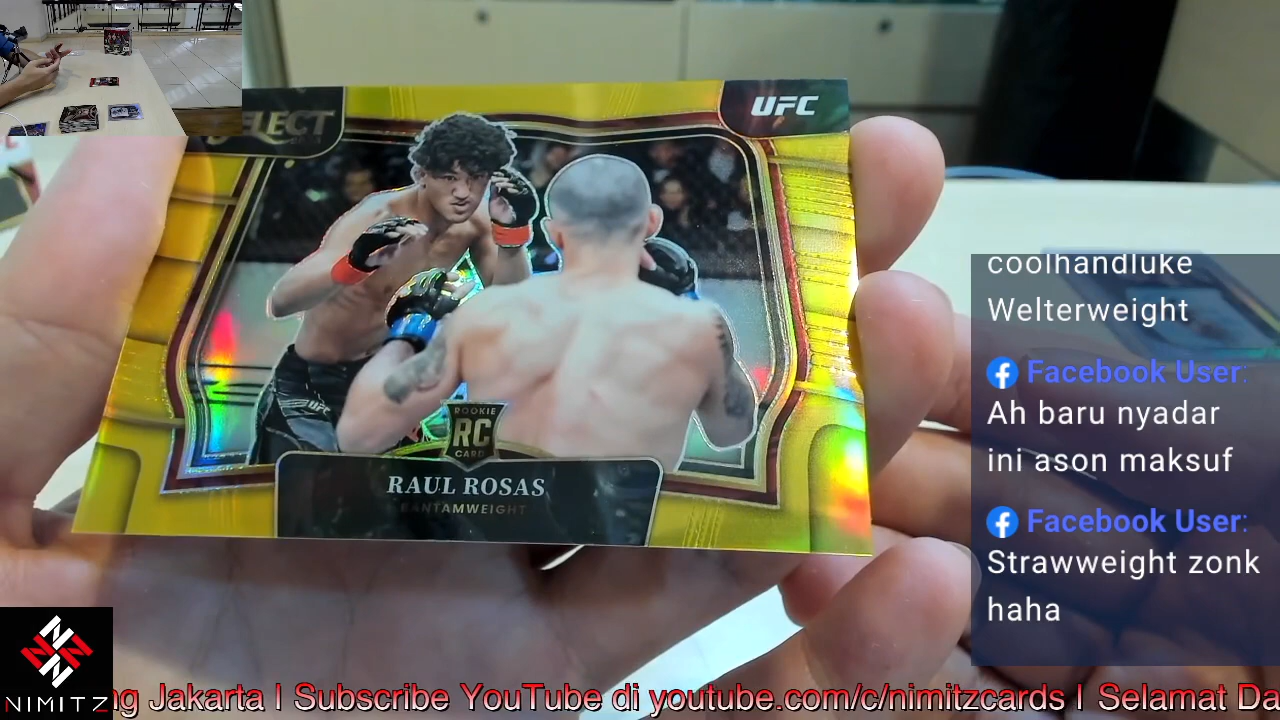 SELECT
UFC
UFC
ROOKIE
RC
CARD
RAUL ROSAS
BANTAMWEIGHT
coolhandluke
Welterweight
Facebook User:
Ah baru nyadar
ini ason maksuf
Facebook User:
Strawweight zonk
haha
NIMITZ
ng Jakarta | Subscribe YouTube di youtube.com/c/nimitzcards | Selamat Da